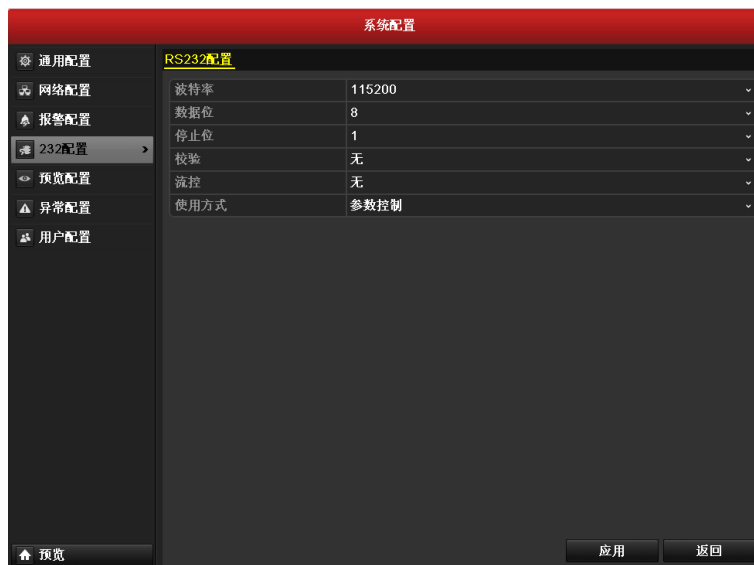 系统配置
通用配置
网络配置
报警配置
232配置
预览配置
异常配置
用户配置
预览
RS232配置
波特率 115200
数据位 8
停止位 1
校验 无
流控 无
使用方式 参数控制
应用 返回